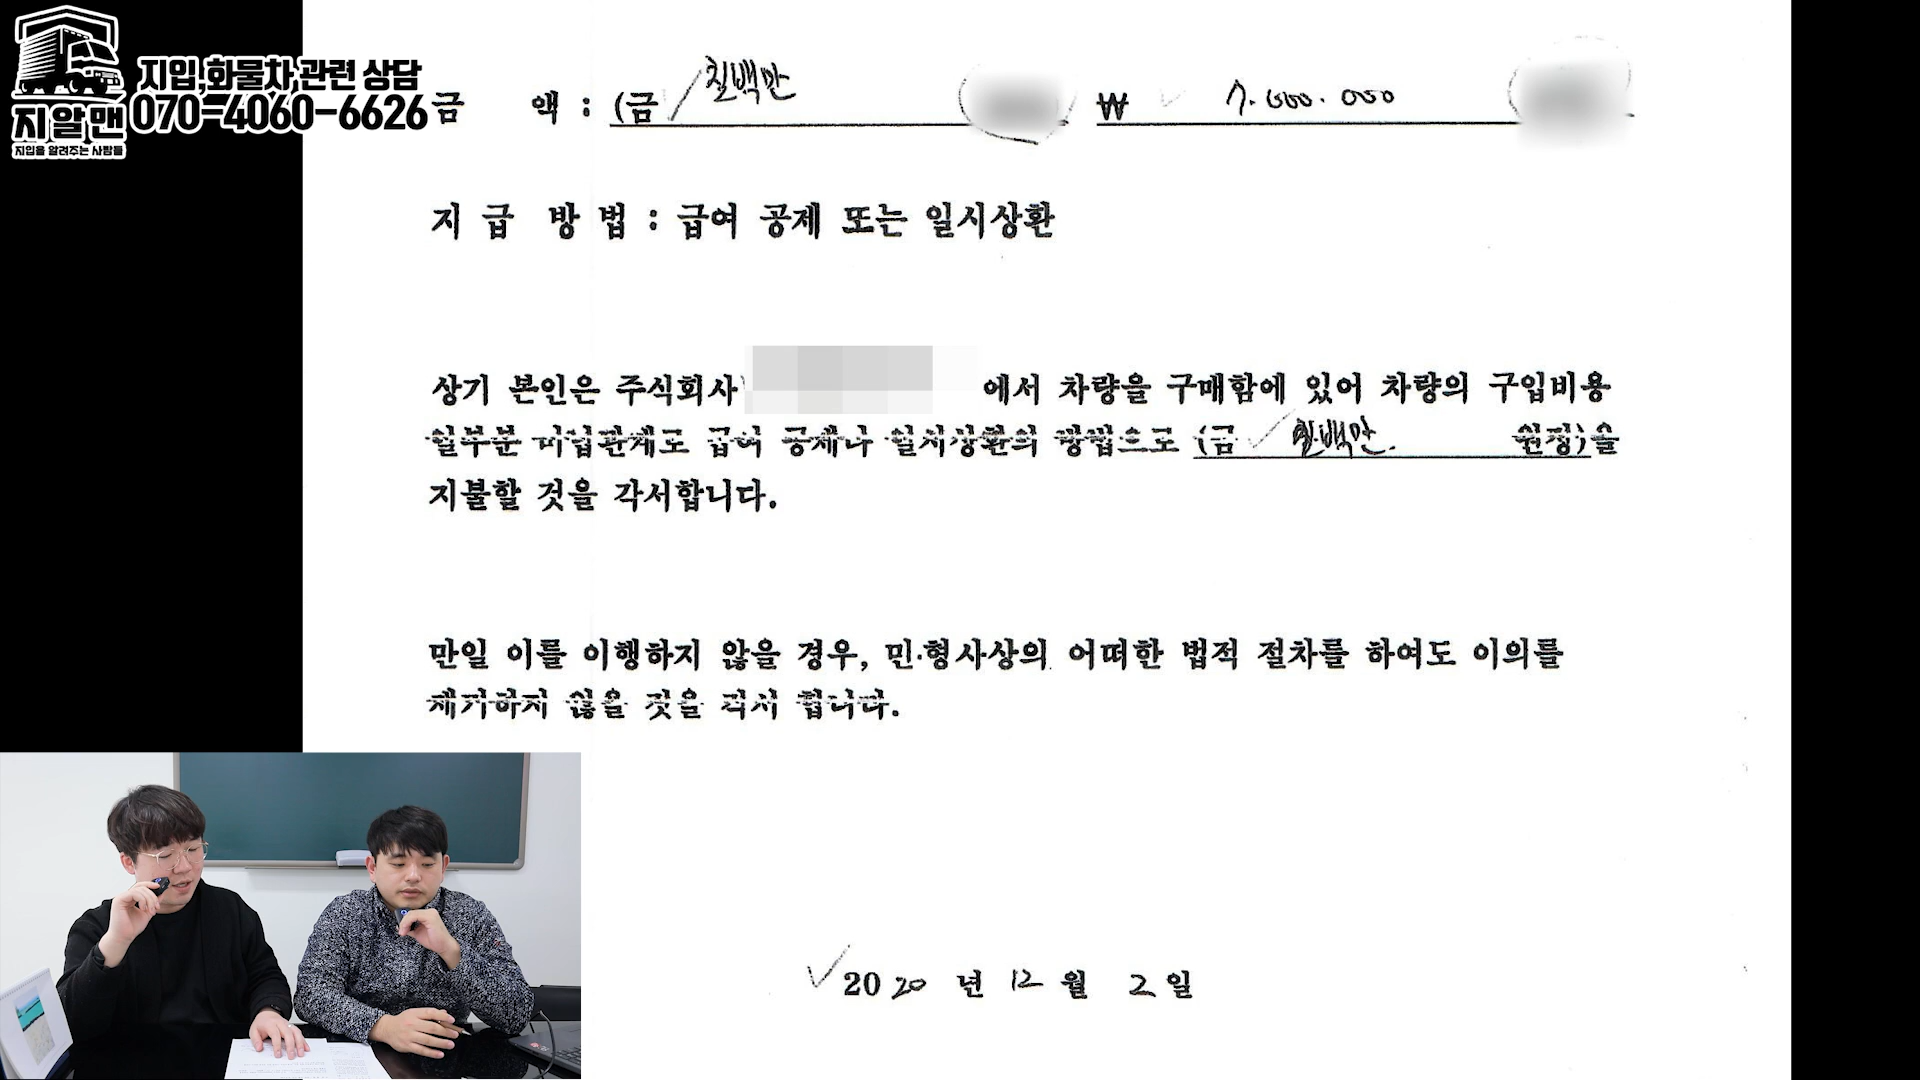 지입,화물차 관련 상담
070-4060-6626
지알맨
지입을 알려주는 사람들
금 액 : (금 칠백만 ₩ 7.000.000
지 급 방 법 : 급여 공제 또는 일시상환
상기 본인은 주식회사 에서 차량을 구매함에 있어 차량의 구입비용
일부분 미납관계로 급여 공제나 일시상환의 방법으로 (금 칠백만. 원정)을
지불할 것을 각서합니다.
만일 이를 이행하지 않을 경우, 민·형사상의 어떠한 법적 절차를 하여도 이의를
제기하지 않을 것을 각서 합니다.
2020 년 12 월 2 일